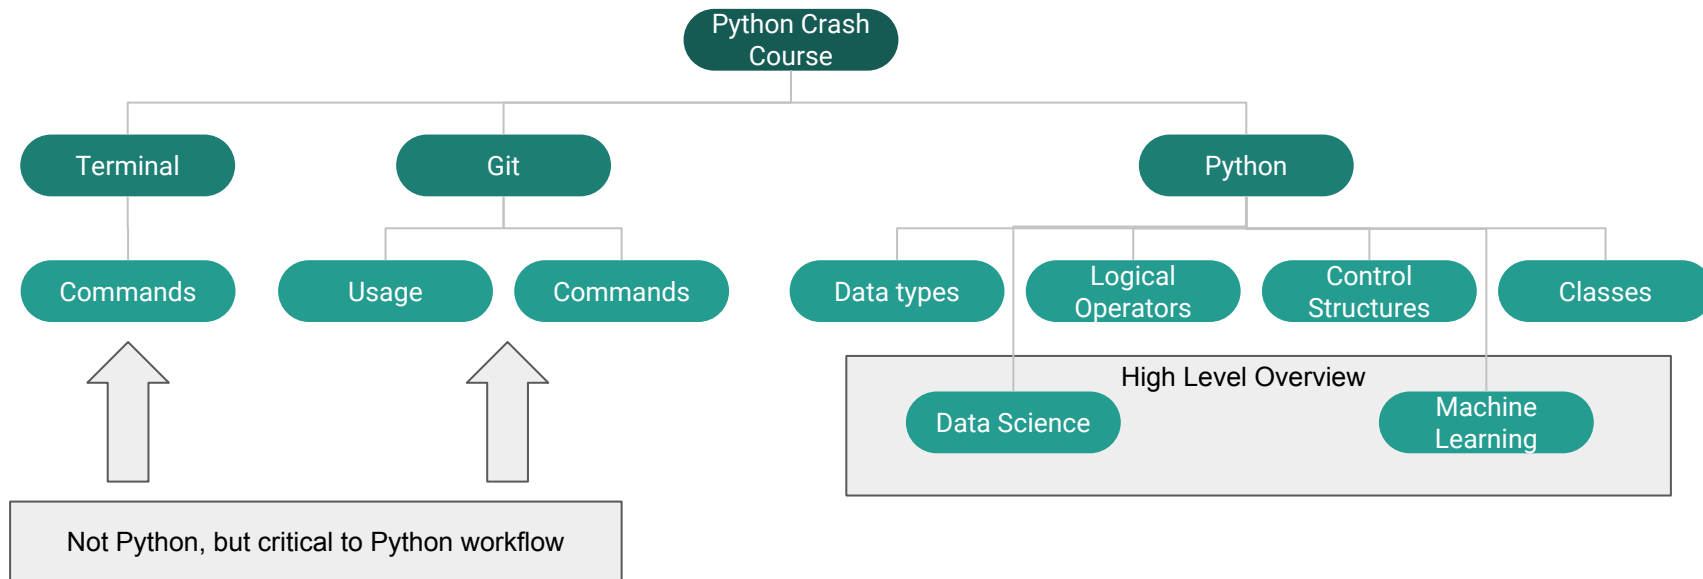 Python Crash
Course
Terminal
Git
Python
Commands
Usage
Commands
Data types
Logical
Operators
Control
Structures
Classes
High Level Overview
Data Science
Machine
Learning
Not Python, but critical to Python workflow